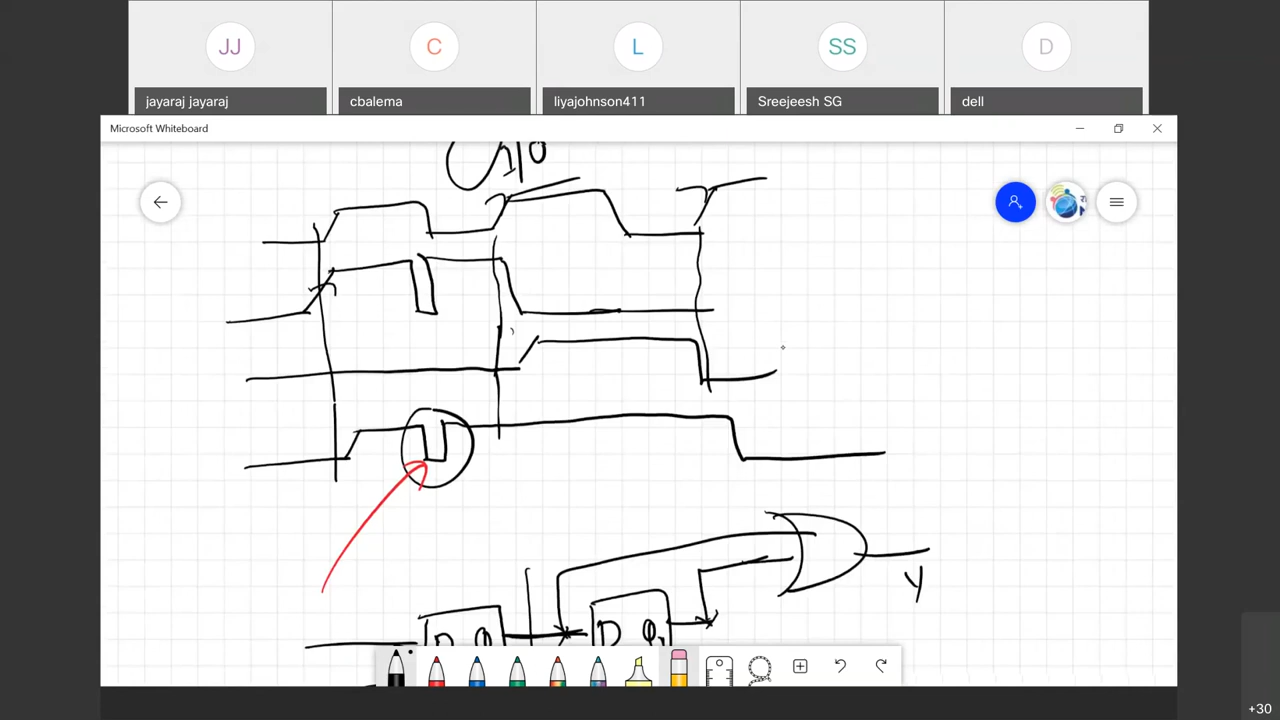 JJ
C
L
SS
D
jayaraj jayaraj
cbalema
liyajohnson411
Sreejeesh SG
dell
Microsoft Whiteboard
Y
D Q
D Q
+30